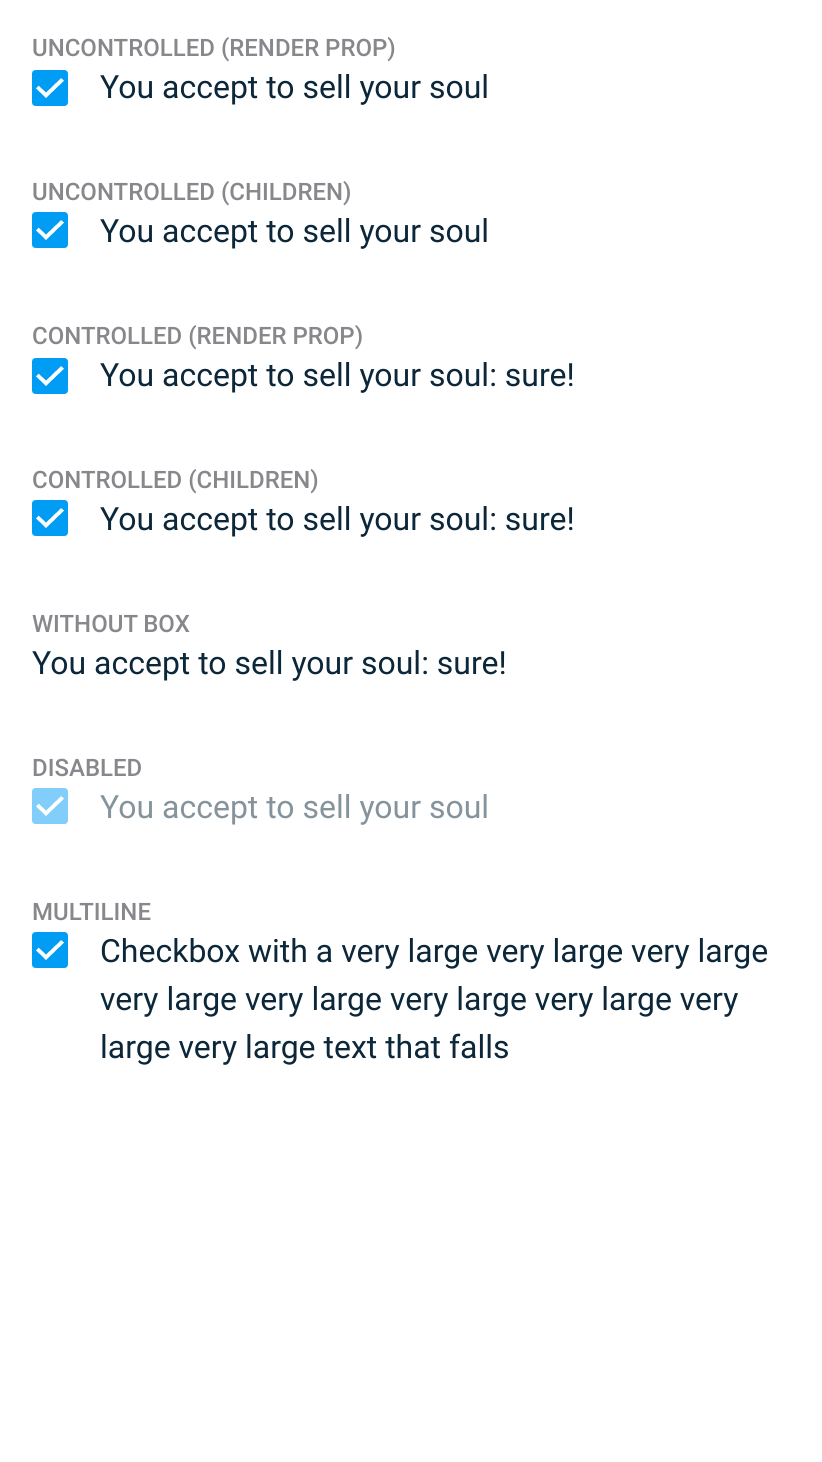 UNCONTROLLED (RENDER PROP)
You accept to sell your soul
UNCONTROLLED (CHILDREN)
You accept to sell your soul
CONTROLLED (RENDER PROP)
You accept to sell your soul: sure!
CONTROLLED (CHILDREN)
You accept to sell your soul: sure!
WITHOUT BOX
You accept to sell your soul: sure!
DISABLED
You accept to sell your soul
MULTILINE
Checkbox with a very large very large very large
very large very large very large very large very
large very large text that falls